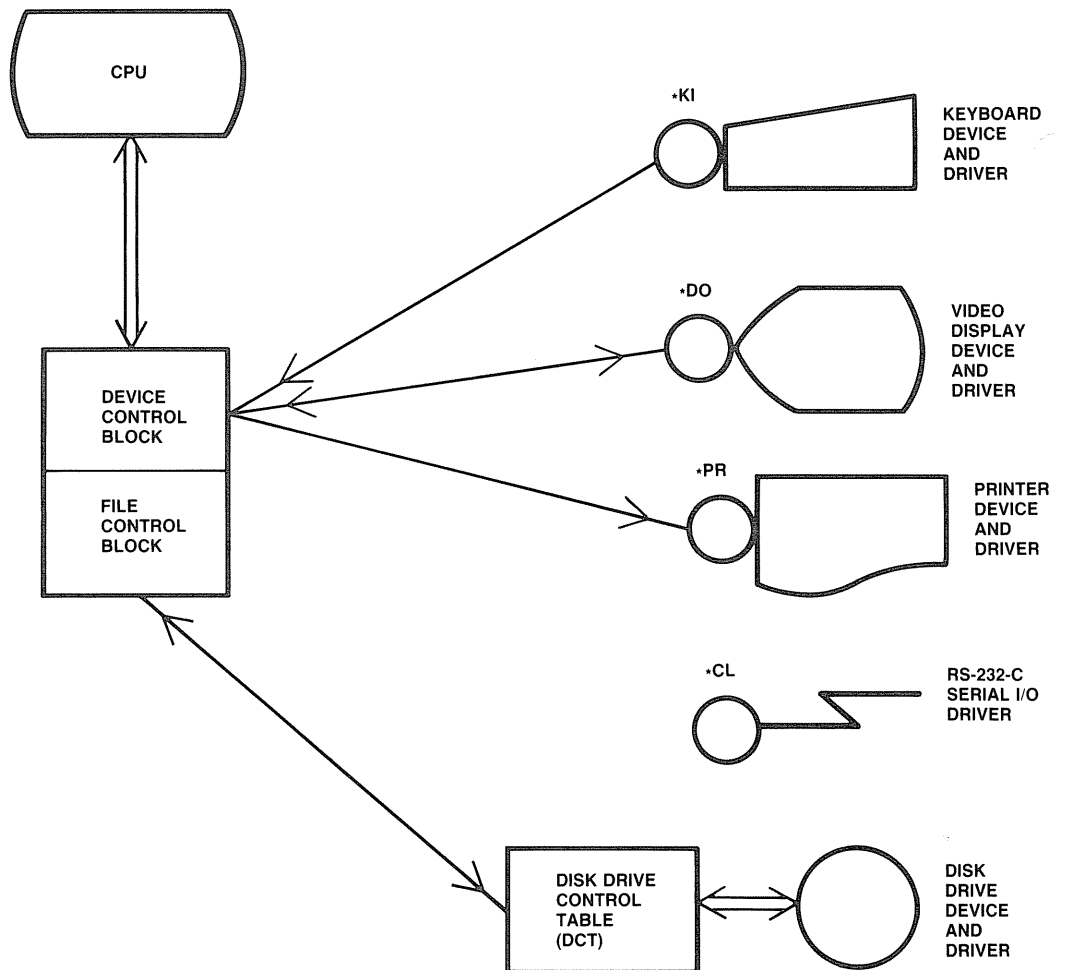 CPU
*KI
KEYBOARD
DEVICE
AND
DRIVER
*DO
VIDEO
DISPLAY
DEVICE
AND
DRIVER
DEVICE
CONTROL
BLOCK
FILE
CONTROL
BLOCK
*PR
PRINTER
DEVICE
AND
DRIVER
*CL
RS-232-C
SERIAL I/O
DRIVER
DISK DRIVE
CONTROL
TABLE
(DCT)
DISK
DRIVE
DEVICE
AND
DRIVER